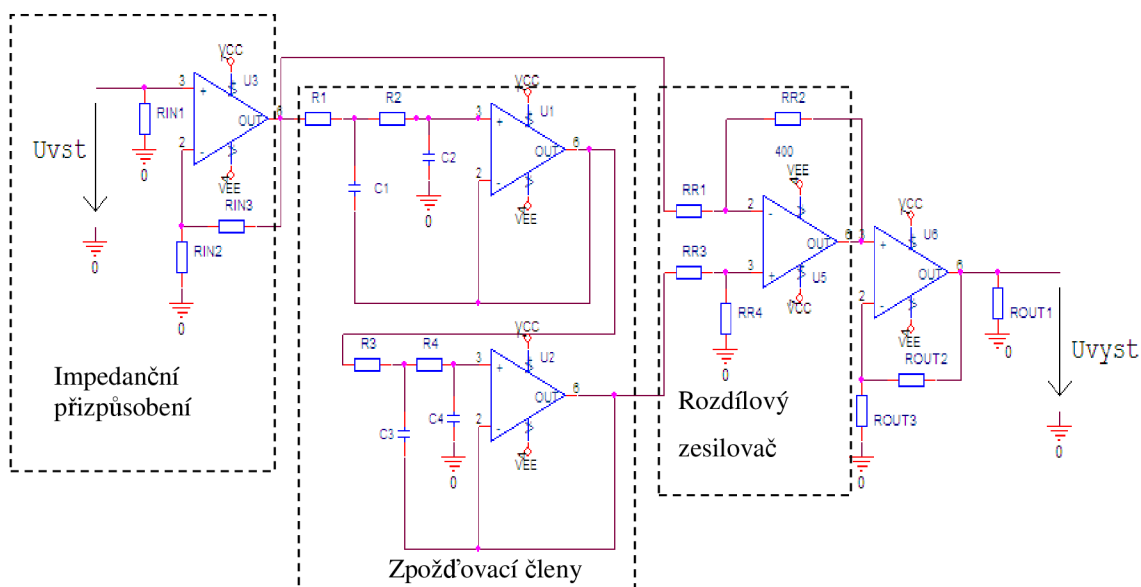 VCC
3
U3
+
RIN1
OUT
6
2
-
VEE
Uvst
0
RIN3
RIN2
0
0
Impedanční
přizpůsobení
R1
R2
VCC
3
U1
+
OUT
6
C2
C1
2
-
0
VEE
VCC
R3
R4
3
U2
+
OUT
6
C3
C4
2
-
0
VEE
Zpožďovací členy
RR2
400
VEE
RR1
2
-
OUT
6
RR3
3
+
U5
VCC
RR4
0
Rozdílový
zesilovač
VCC
3
U6
+
OUT
6
2
-
VEE
ROUT1
0
ROUT2
ROUT3
0
Uvyst
0